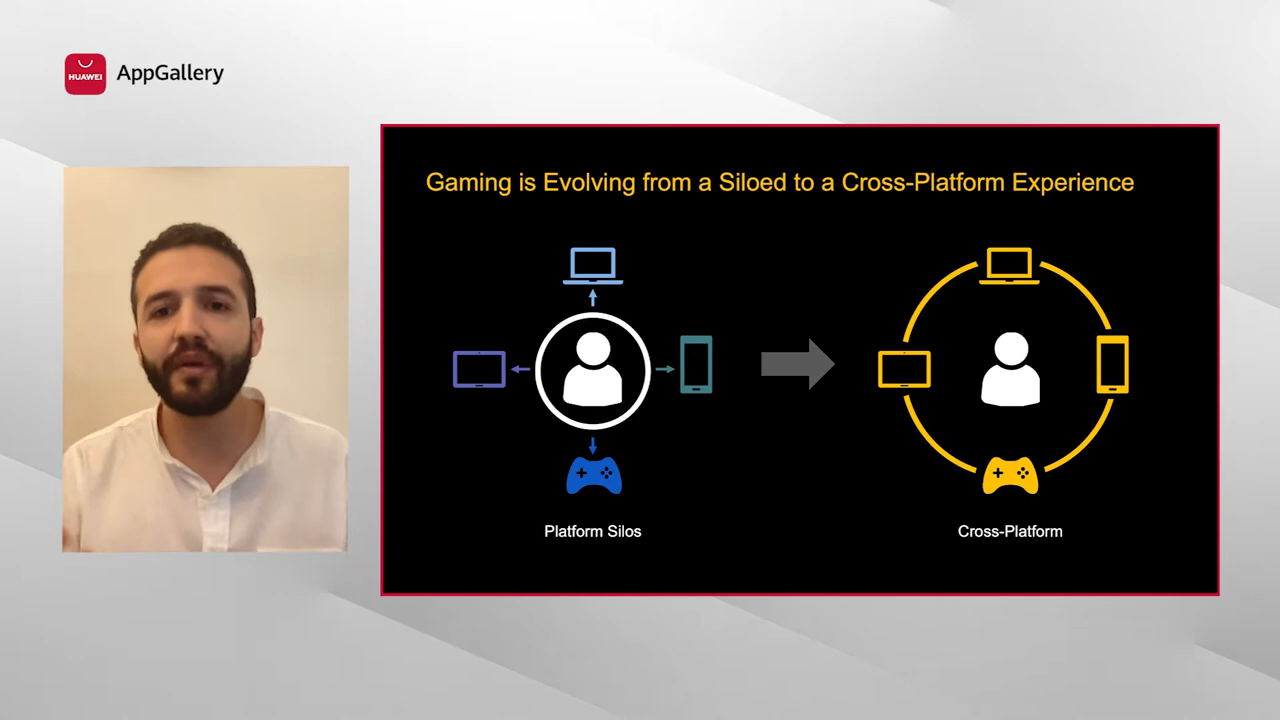 HUAWEI
AppGallery
Gaming is Evolving from a Siloed to a Cross-Platform Experience
Platform Silos
Cross-Platform